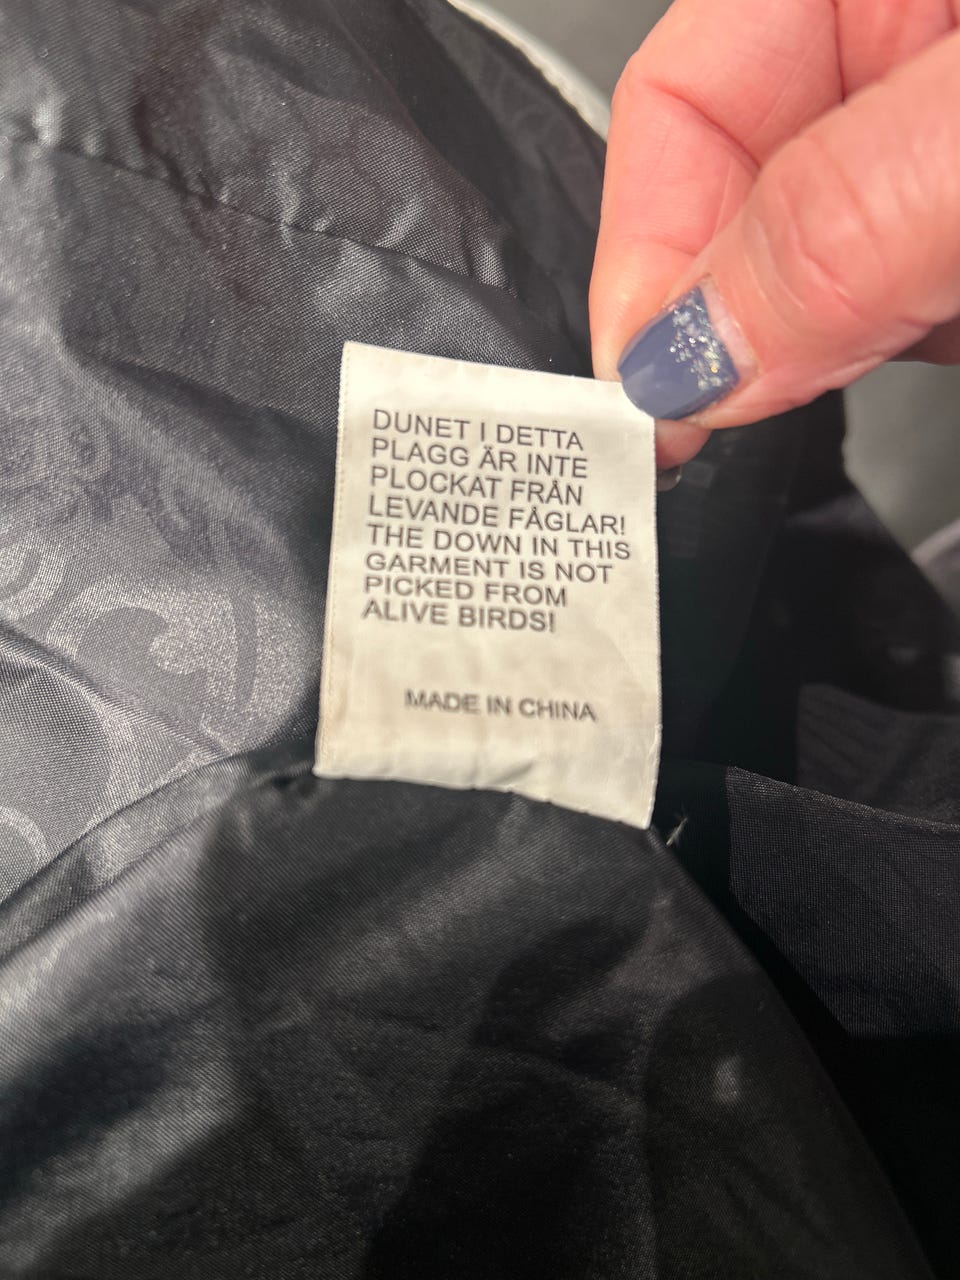 DUNET I DETTA
PLAGG ÄR INTE
PLOCKAT FRÅN
LEVANDE FÅGLAR!
THE DOWN IN THIS
GARMENT IS NOT
PICKED FROM
ALIVE BIRDS!
MADE IN CHINA